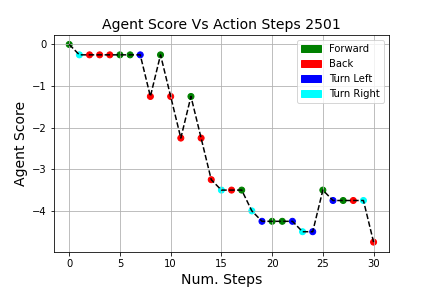 Agent Score Vs Action Steps 2501
Forward
Back
Turn Left
Turn Right
Agent Score
0
−1
−2
−3
−4
0 5 10 15 20 25 30
Num. Steps